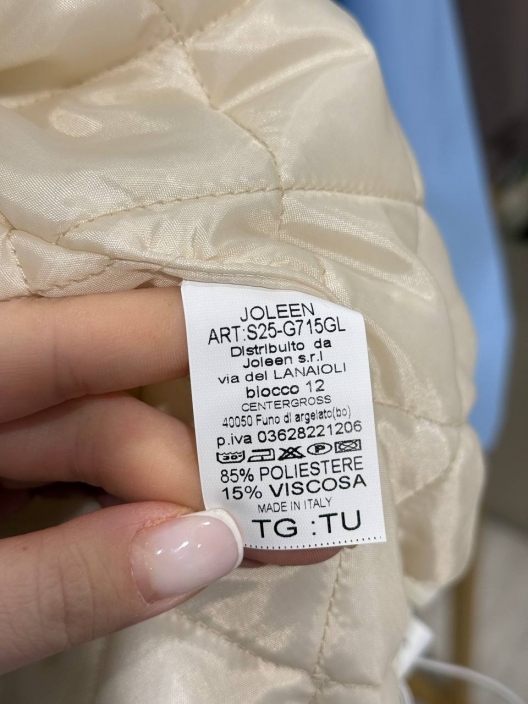 JOLEEN
ART:S25-G715GL
Distribuito da
Joleen s.r.l
via del LANAIOLI
blocco 12
CENTERGROSS
40050 Funo di argelato(bo)
p.iva 03628221206
30°
P
85% POLIESTERE
15% VISCOSA
MADE IN ITALY
TG :TU